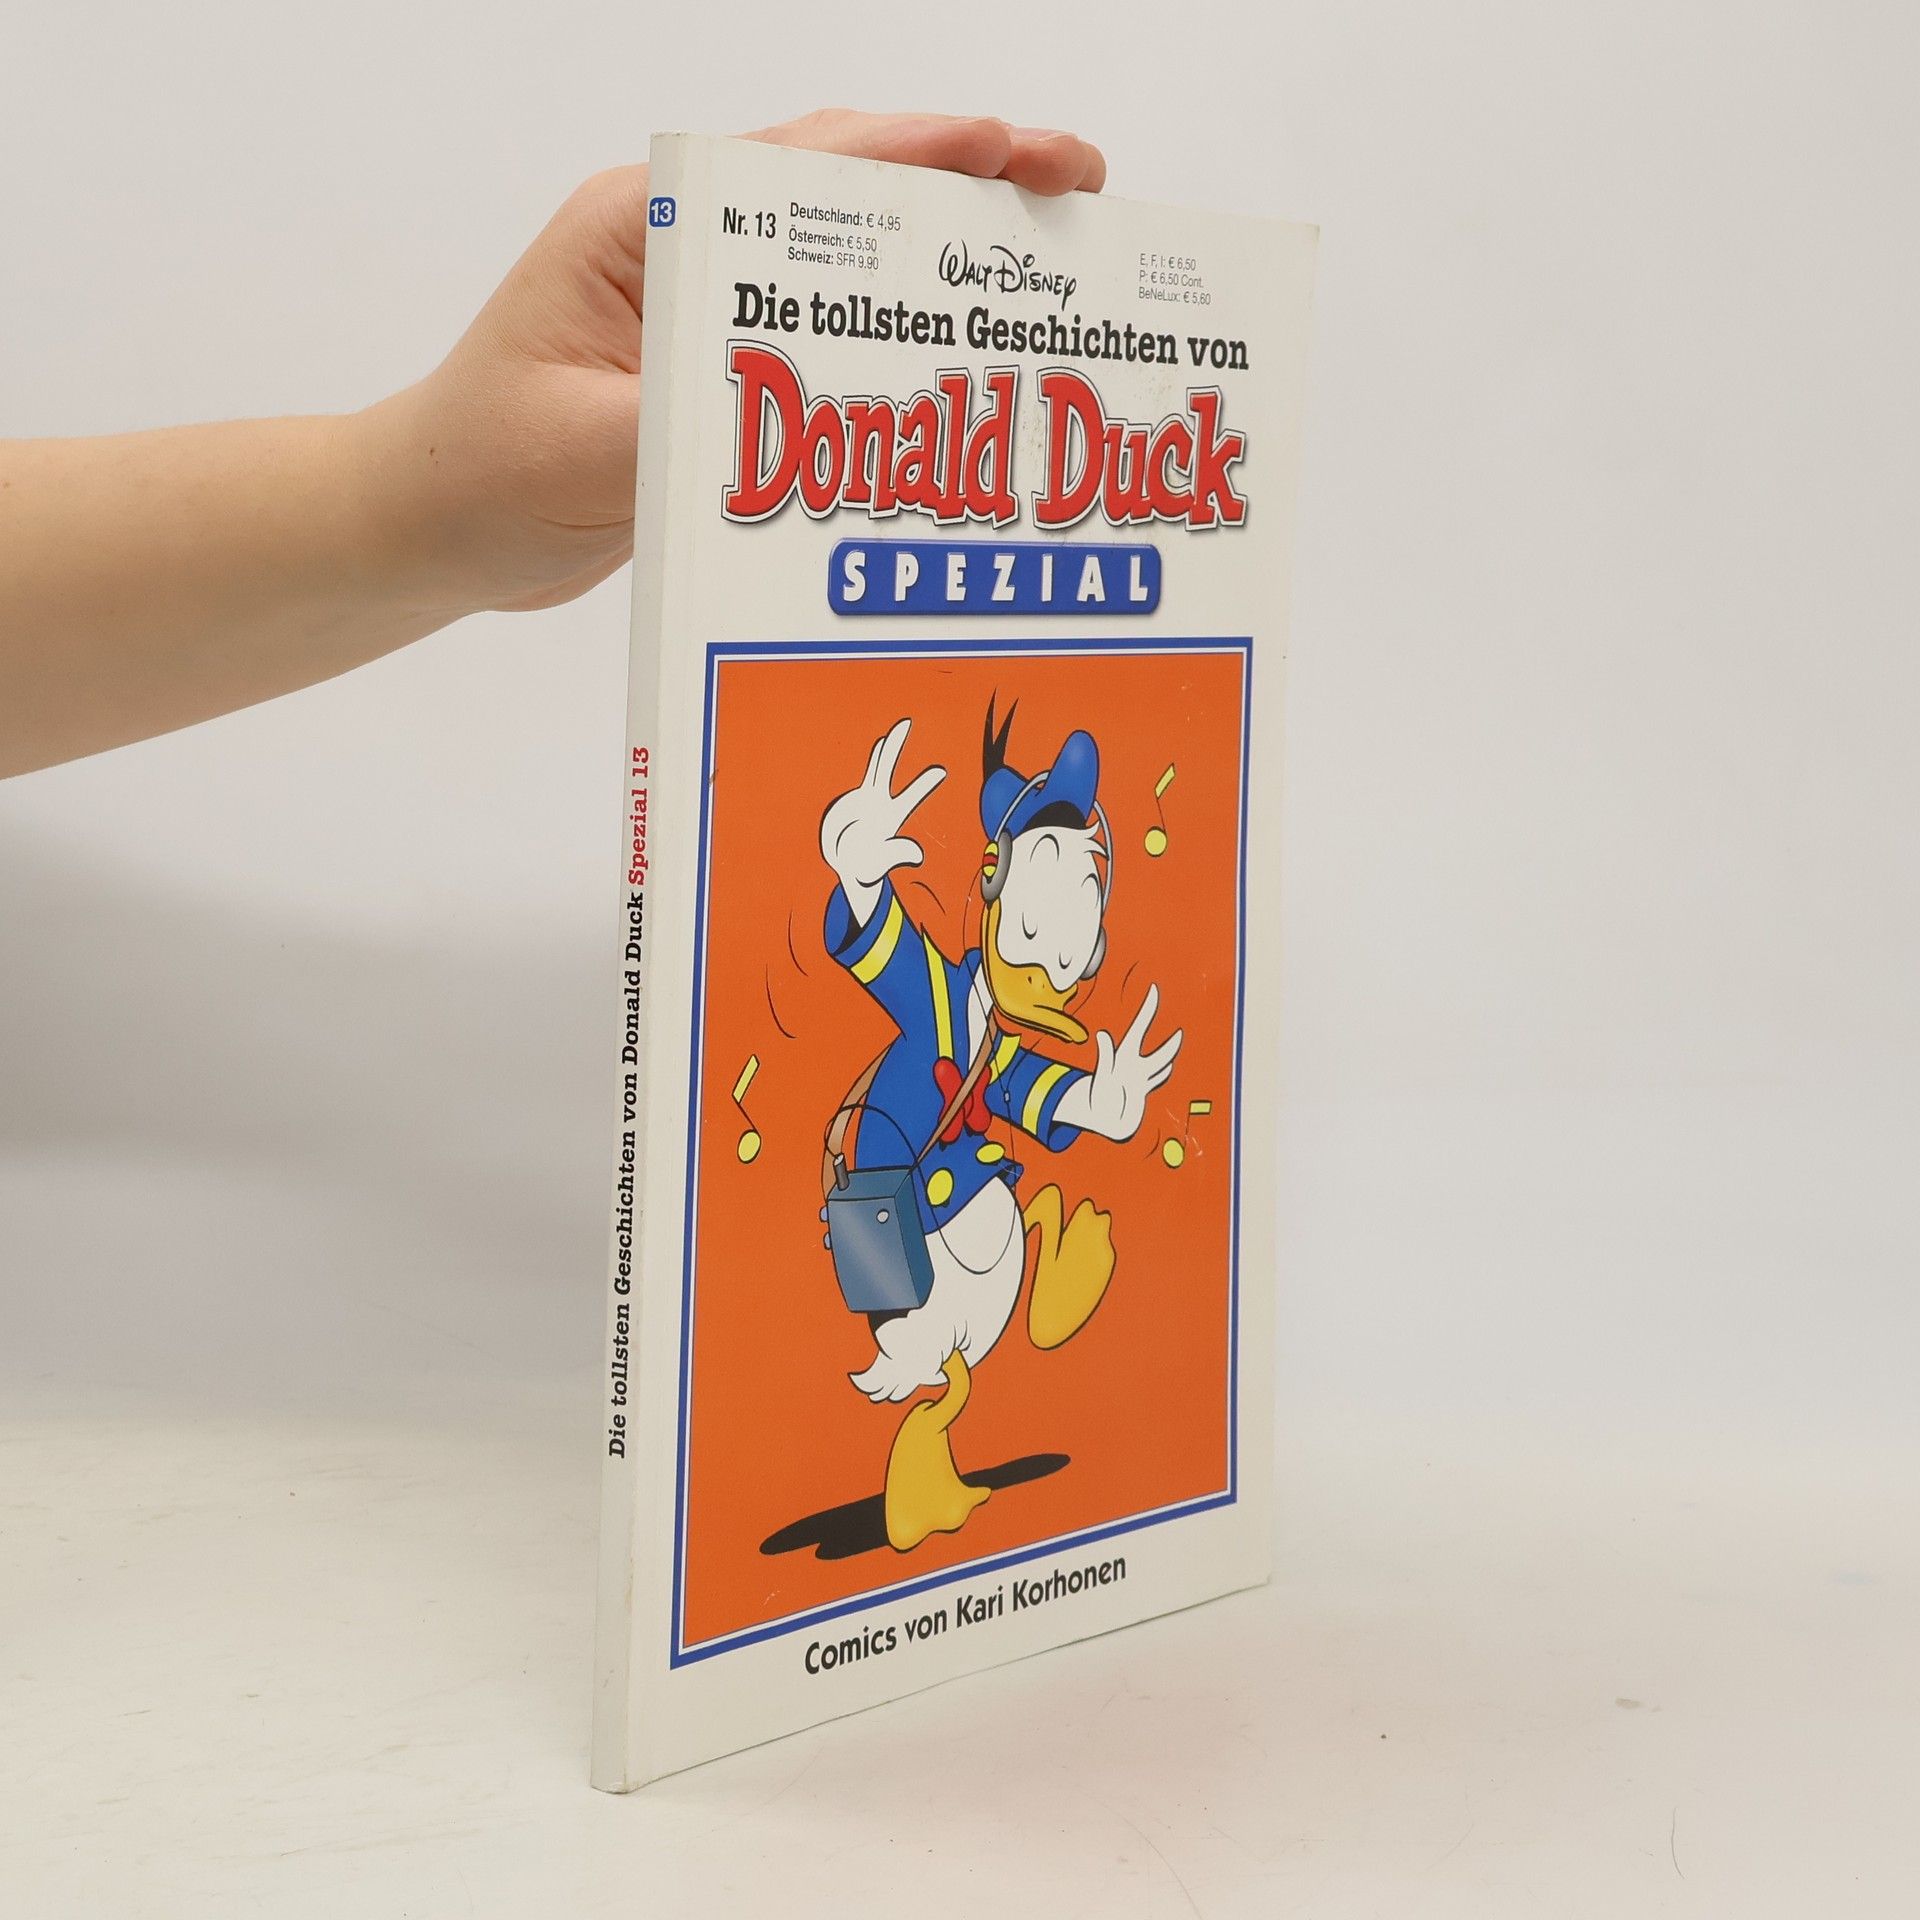 13
Nr. 13
Deutschland: € 4,95
Österreich: € 5,50
Schweiz: SFR 9.90
WALT DISNEY
E, F, I: € 6,50
P: € 6,50 Cont.
BeNeLux: € 5,60
Die tollsten Geschichten von
Donald Duck
SPEZIAL
Comics von Kari Korhonen
Die tollsten Geschichten von Donald Duck Spezial 13